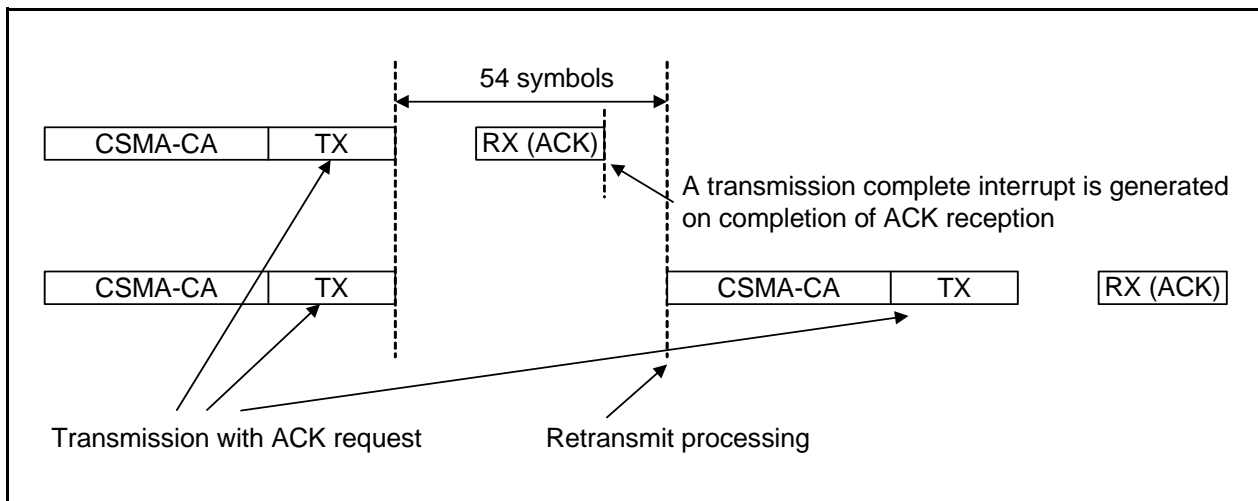 54 symbols
CSMA-CA TX RX (ACK)
A transmission complete interrupt is generated
on completion of ACK reception
CSMA-CA TX CSMA-CA TX RX (ACK)
Transmission with ACK request Retransmit processing